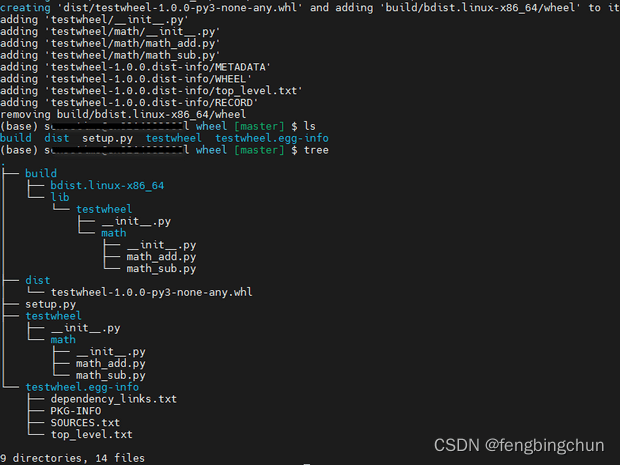 creating 'dist/testwheel-1.0.0-py3-none-any.whl' and adding 'build/bdist.linux-x86_64/wheel' to it
adding 'testwheel/__init__.py'
adding 'testwheel/math/__init__.py'
adding 'testwheel/math/math_add.py'
adding 'testwheel/math/math_sub.py'
adding 'testwheel-1.0.0.dist-info/METADATA'
adding 'testwheel-1.0.0.dist-info/WHEEL'
adding 'testwheel-1.0.0.dist-info/top_level.txt'
adding 'testwheel-1.0.0.dist-info/RECORD'
removing build/bdist.linux-x86_64/wheel
(base) wheel [master] $ ls
build dist setup.py testwheel testwheel.egg-info
(base) wheel [master] $ tree
.
├── build
│   ├── bdist.linux-x86_64
│   └── lib
│       └── testwheel
│           ├── __init__.py
│           └── math
│               ├── __init__.py
│               ├── math_add.py
│               └── math_sub.py
├── dist
│   └── testwheel-1.0.0-py3-none-any.whl
├── setup.py
├── testwheel
│   ├── __init__.py
│   └── math
│       ├── __init__.py
│       ├── math_add.py
│       └── math_sub.py
└── testwheel.egg-info
    ├── dependency_links.txt
    ├── PKG-INFO
    ├── SOURCES.txt
    └── top_level.txt
9 directories, 14 files
CSDN @fengbingchun